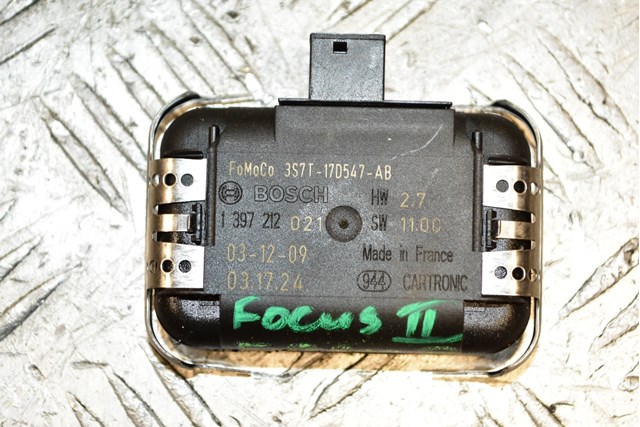 FoMoCo 3S7T-17D547-AB
BOSCH HW 2.7
1 397 212 021 SW 11.00
03-12-09 Made in France
03.17.24 944 CARTRONIC
FOCUS II